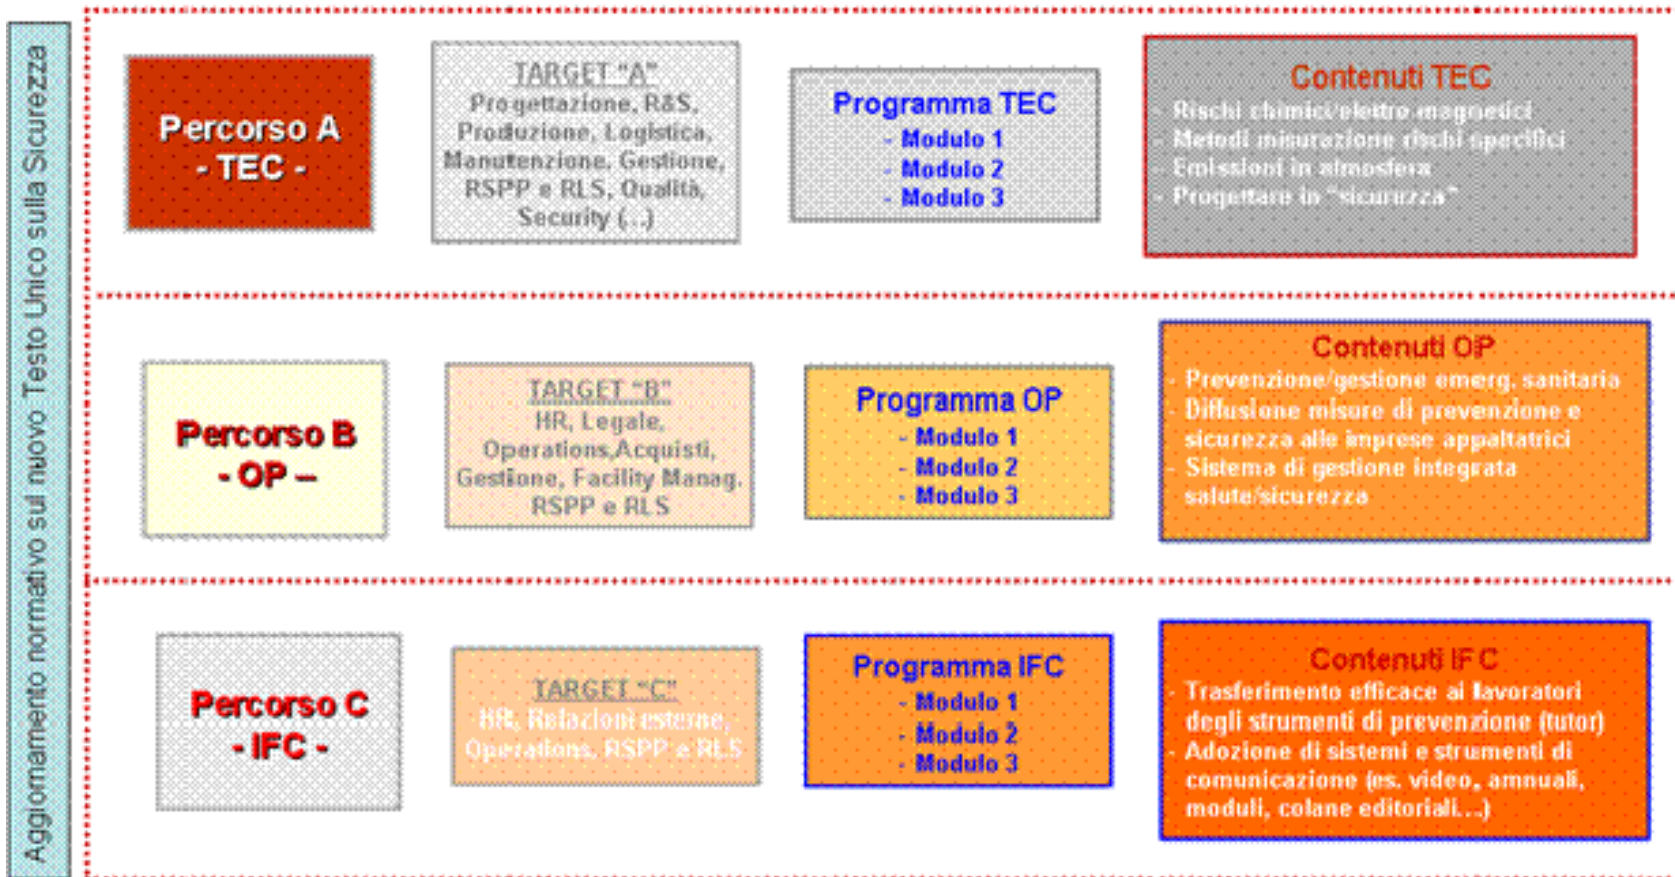 Aggiornamento normativo sul nuovo Testo Unico sulla Sicurezza
Percorso A
- TEC -
TARGET "A"
Progettazione, R&S,
Produzione, Logistica,
Manutenzione, Gestione,
RSPP e RLS, Qualità,
Security (...)
Programma TEC
- Modulo 1
- Modulo 2
- Modulo 3
Contenuti TEC
- Rischi chimici/elettro magnetici
- Metodi misurazione rischi specifici
- Emissioni in atmosfera
- Progettare in "sicurezza"
Percorso B
- OP –
TARGET "B"
HR, Legale,
Operations,Acquisti,
Gestione, Facility Manag.
RSPP e RLS
Programma OP
- Modulo 1
- Modulo 2
- Modulo 3
Contenuti OP
- Prevenzione/gestione emerg. sanitaria
- Diffusione misure di prevenzione e
sicurezza alle imprese appaltatrici
- Sistema di gestione integrata
salute/sicurezza
Percorso C
- IFC -
TARGET "C"
HR, Relazioni esterne,
Operations, RSPP e RLS
Programma IFC
- Modulo 1
- Modulo 2
- Modulo 3
Contenuti IFC
- Trasferimento efficace ai lavoratori
degli strumenti di prevenzione (tutor)
- Adozione di sistemi e strumenti di
comunicazione (es. video, amnuali,
moduli, colane editoriali...)